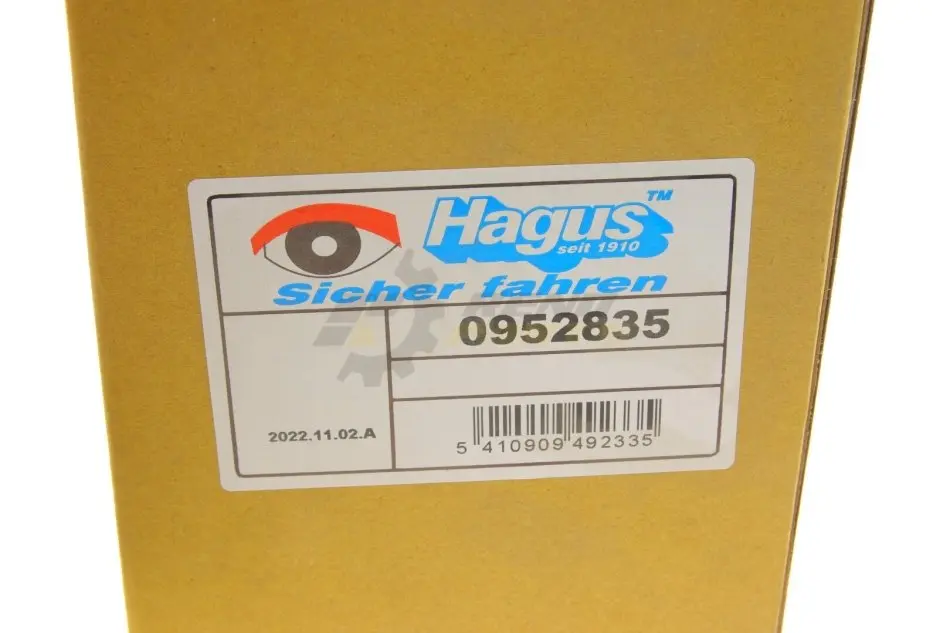 Hagus™
seit 1910
Sicher fahren
0952835
2022.11.02.A
5 410909 492335